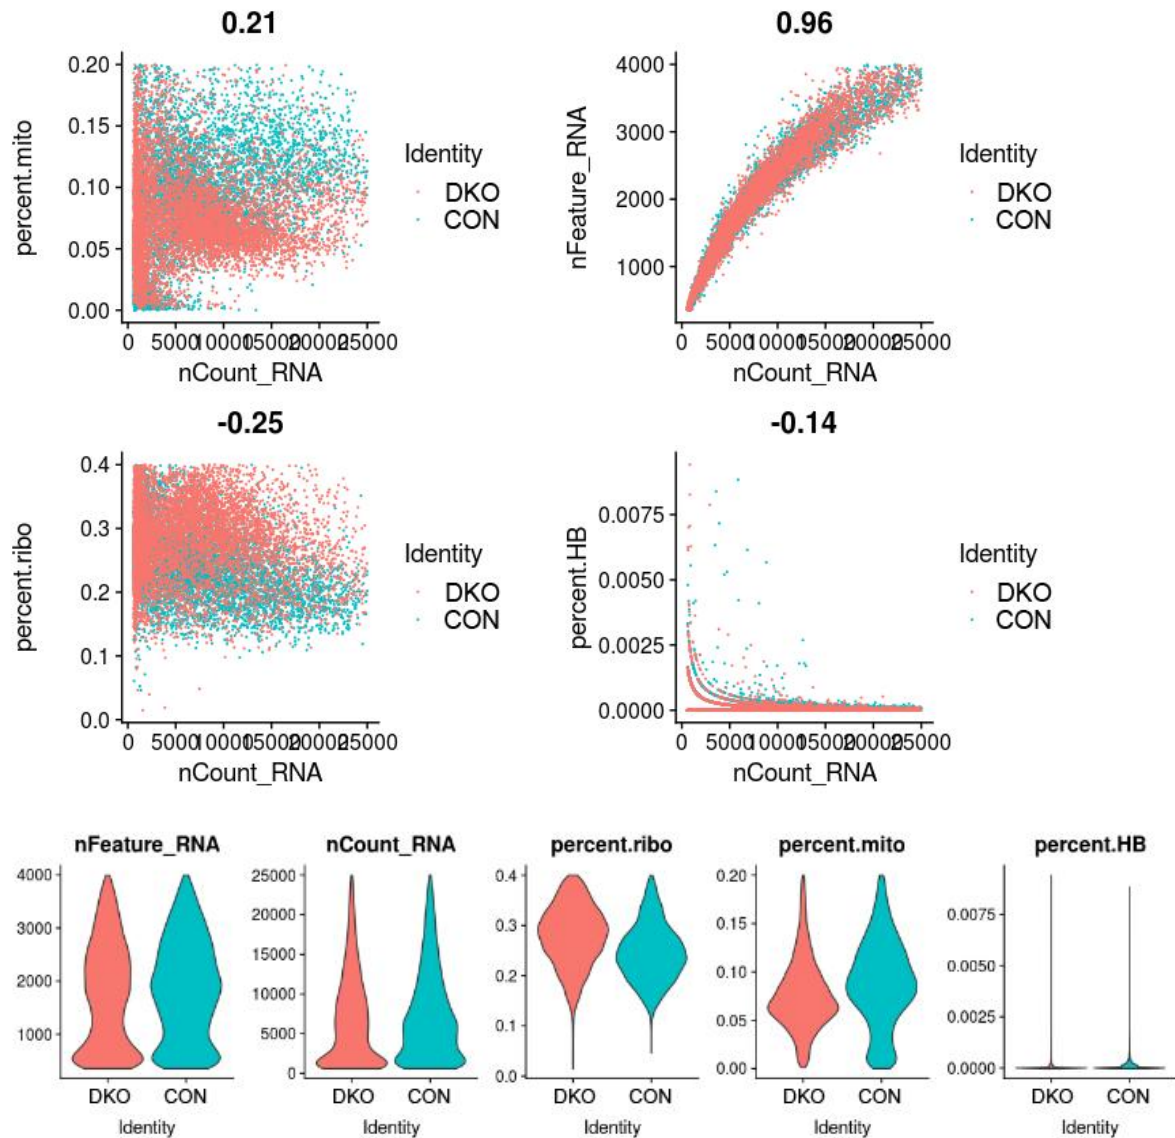 0.21
percent.mito
0.20
0.15
0.10
0.05
0.00
0 5000 10000 15000 20000 25000
nCount_RNA
Identity
DKO
CON
0.96
nFeature_RNA
4000
3000
2000
1000
0 5000 10000 15000 20000 25000
nCount_RNA
Identity
DKO
CON
-0.25
percent.ribo
0.4
0.3
0.2
0.1
0.0
0 5000 10000 15000 20000 25000
nCount_RNA
Identity
DKO
CON
-0.14
percent.HB
0.0075
0.0050
0.0025
0.0000
0 5000 10000 15000 20000 25000
nCount_RNA
Identity
DKO
CON
nFeature_RNA
4000
3000
2000
1000
DKO CON
Identity
nCount_RNA
25000
20000
15000
10000
5000
0
DKO CON
Identity
percent.ribo
0.4
0.3
0.2
0.1
0.0
DKO CON
Identity
percent.mito
0.20
0.15
0.10
0.05
0.00
DKO CON
Identity
percent.HB
0.0075
0.0050
0.0025
0.0000
DKO CON
Identity